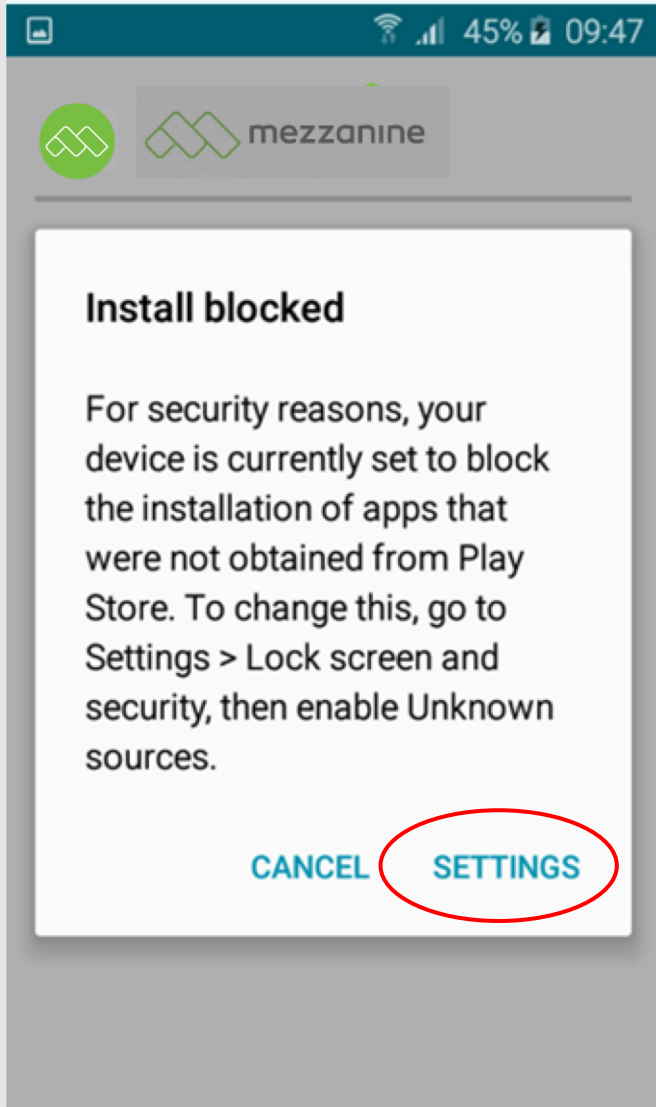 45% 09:47
mezzanine
Install blocked
For security reasons, your
device is currently set to block
the installation of apps that
were not obtained from Play
Store. To change this, go to
Settings > Lock screen and
security, then enable Unknown
sources.
CANCEL SETTINGS